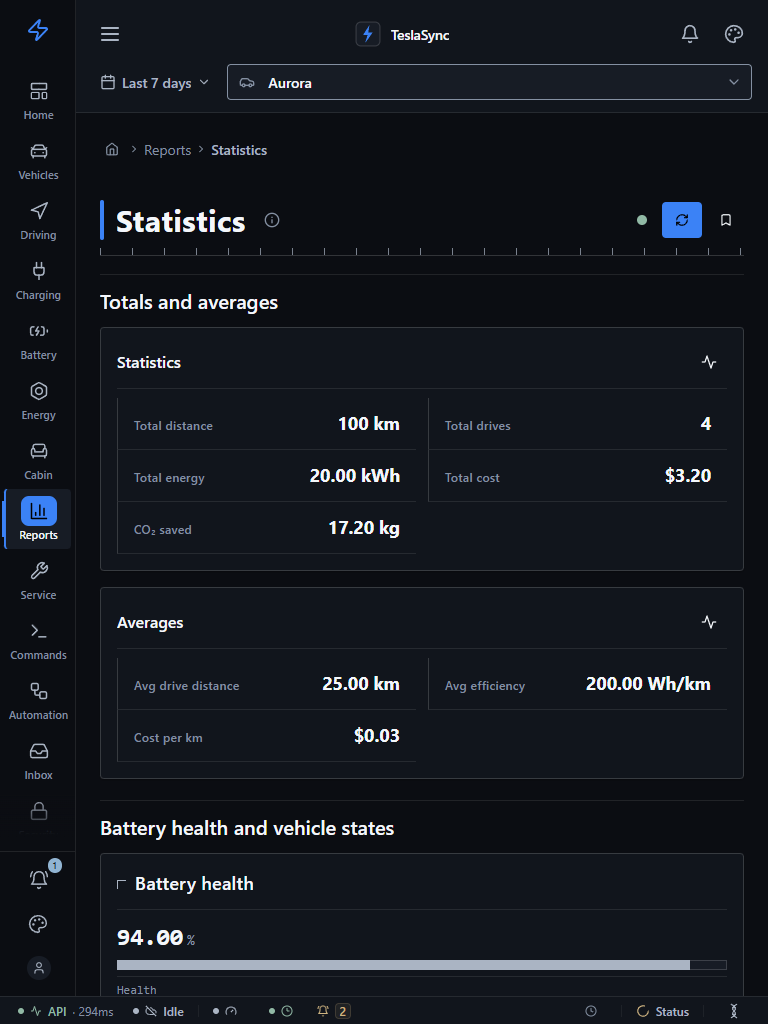 TeslaSync
Last 7 days
Aurora
Home
Vehicles
Driving
Charging
Battery
Energy
Cabin
Reports
Service
Commands
Automation
Inbox
1
Reports
Statistics
Statistics
Totals and averages
Statistics
Total distance 100 km
Total drives 4
Total energy 20.00 kWh
Total cost $3.20
CO₂ saved 17.20 kg
Averages
Avg drive distance 25.00 km
Avg efficiency 200.00 Wh/km
Cost per km $0.03
Battery health and vehicle states
Battery health
94.00 %
Health
API · 294ms
Idle
2
Status